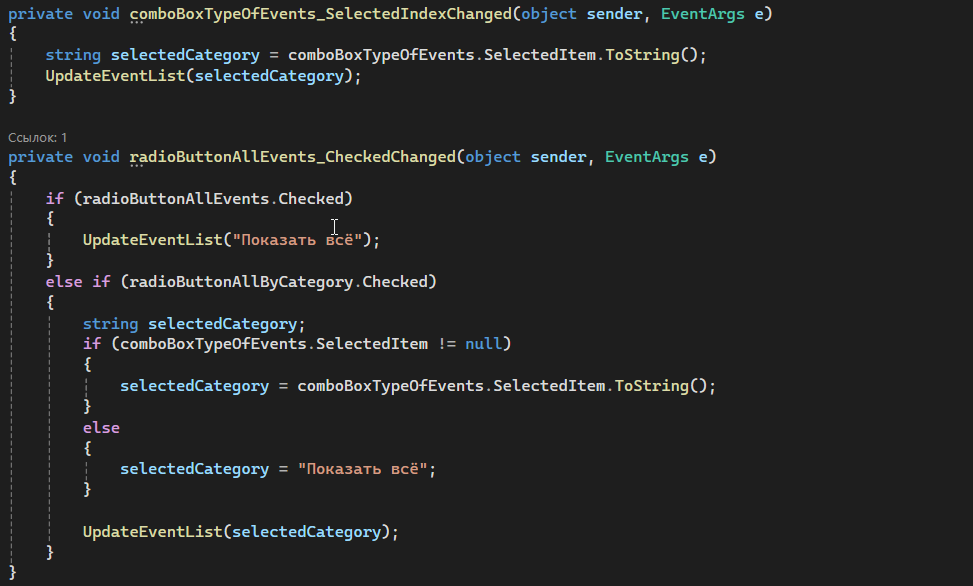 private void comboBoxTypeOfEvents_SelectedIndexChanged(object sender, EventArgs e)
{
    string selectedCategory = comboBoxTypeOfEvents.SelectedItem.ToString();
    UpdateEventList(selectedCategory);
}
Ссылок: 1
private void radioButtonAllEvents_CheckedChanged(object sender, EventArgs e)
{
    if (radioButtonAllEvents.Checked)
    {
        UpdateEventList("Показать всё");
    }
    else if (radioButtonAllByCategory.Checked)
    {
        string selectedCategory;
        if (comboBoxTypeOfEvents.SelectedItem != null)
        {
            selectedCategory = comboBoxTypeOfEvents.SelectedItem.ToString();
        }
        else
        {
            selectedCategory = "Показать всё";
        }
        UpdateEventList(selectedCategory);
    }
}